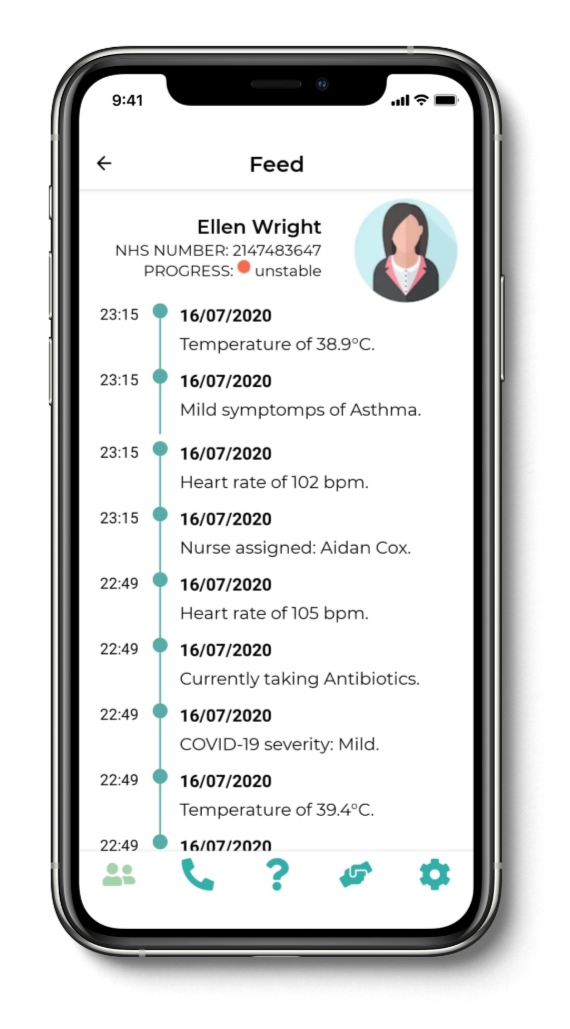 9:41
Feed
Ellen Wright
NHS NUMBER: 2147483647
PROGRESS: unstable
23:15 16/07/2020
Temperature of 38.9°C.
23:15 16/07/2020
Mild symptomps of Asthma.
23:15 16/07/2020
Heart rate of 102 bpm.
23:15 16/07/2020
Nurse assigned: Aidan Cox.
22:49 16/07/2020
Heart rate of 105 bpm.
22:49 16/07/2020
Currently taking Antibiotics.
22:49 16/07/2020
COVID-19 severity: Mild.
22:49 16/07/2020
Temperature of 39.4°C.
22:49 16/07/2020
?